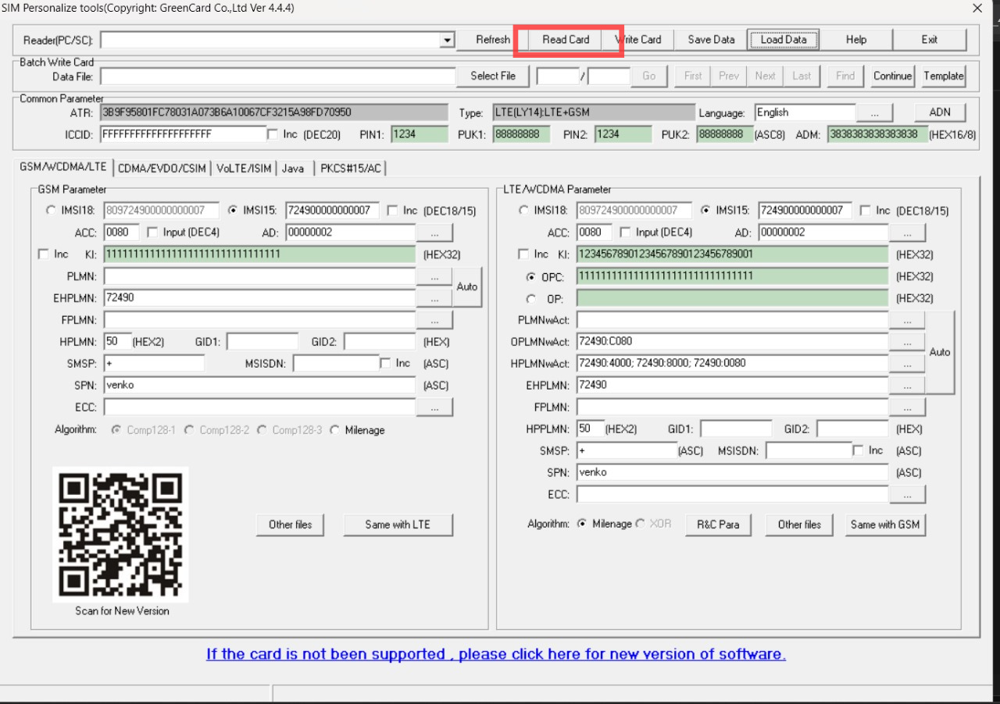 SIM Personalize tools(Copyright: GreenCard Co.,Ltd Ver 4.4.4)
Reader(PC/SC): Refresh Read Card Write Card Save Data Load Data Help Exit
Batch Write Card
Data File: Select File / Go First Prev Next Last Find Continue Template
Common Parameter
ATR: 3B9F95801FC78031A073B6A10067CF3215A98FD70950 Type: LTE(LY14):LTE+GSM Language: English ... ADN
ICCID: FFFFFFFFFFFFFFFFFFFF Inc (DEC20) PIN1: 1234 PUK1: 88888888 PIN2: 1234 PUK2: 88888888 (ASC8) ADM: 3838383838383838 (HEX16/8)
GSM/WCDMA/LTE CDMA/EVDO/CSIM VoLTE/ISIM Java PKCS#15/AC
GSM Parameter
IMSI18: 809724900000000007 IMSI15: 724900000000007 Inc (DEC18/15)
ACC: 0080 Input (DEC4) AD: 00000002 ...
Inc KI: 11111111111111111111111111111111 (HEX32)
PLMN: ...
Auto
EHPLMN: 72490 ...
FPLMN: ...
HPLMN: 50 (HEX2) GID1: GID2: (HEX)
SMSP: + MSISDN: Inc (ASC)
SPN: venko (ASC)
ECC: ...
Algorithm: Comp128-1 Comp128-2 Comp128-3 Milenage
Other files Same with LTE
Scan for New Version
LTE/WCDMA Parameter
IMSI18: 809724900000000007 IMSI15: 724900000000007 Inc (DEC18/15)
ACC: 0080 Input (DEC4) AD: 00000002 ...
Inc KI: 12345678901234567890123456789001 (HEX32)
OPC: 11111111111111111111111111111111 (HEX32)
OP: (HEX32)
PLMNwAct: ...
OPLMNwAct: 72490:C080 ...
Auto
HPLMNwAct: 72490:4000; 72490:8000; 72490:0080 ...
EHPLMN: 72490 ...
FPLMN: ...
HPPLMN: 50 (HEX2) GID1: GID2: (HEX)
SMSP: + (ASC) MSISDN: Inc (ASC)
SPN: venko (ASC)
ECC: ...
Algorithm: Milenage XOR R&C Para Other files Same with GSM
If the card is not been supported , please click here for new version of software.